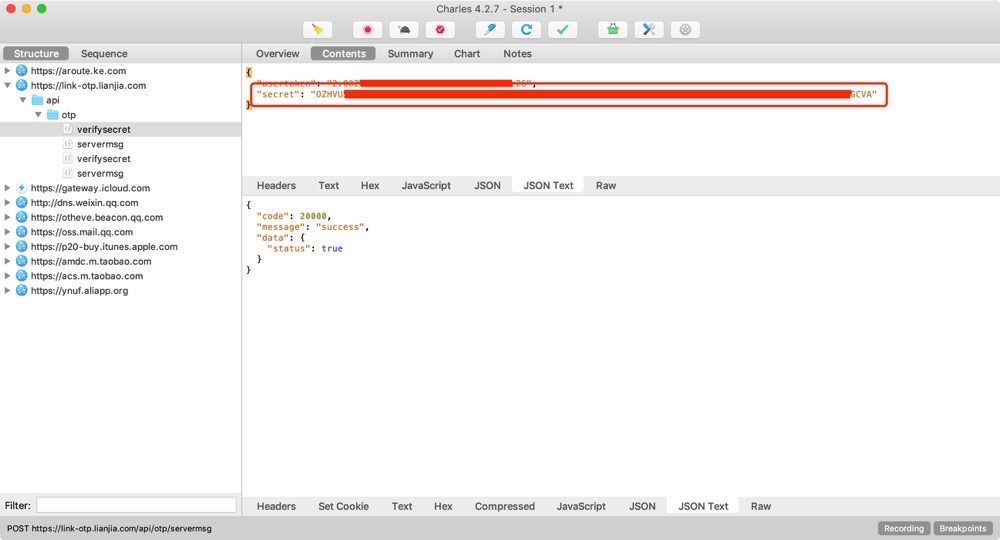 Charles 4.2.7 - Session 1 *
Structure
Sequence
https://aroute.ke.com
https://link-otp.lianjia.com
api
otp
verifysecret
servermsg
verifysecret
servermsg
https://gateway.icloud.com
http://dns.weixin.qq.com
https://otheve.beacon.qq.com
https://oss.mail.qq.com
https://p20-buy.itunes.apple.com
https://amdc.m.taobao.com
https://acs.m.taobao.com
https://ynuf.aliapp.org
Filter:
Overview Contents Summary Chart Notes
{
"usertoken":
"secret": "OZHVU GCVA"
}
Headers Text Hex JavaScript JSON JSON Text Raw
{
"code": 20000,
"message": "success",
"data": {
"status": true
}
}
Headers Set Cookie Text Hex Compressed JavaScript JSON JSON Text Raw
POST https://link-otp.lianjia.com/api/otp/servermsg
Recording Breakpoints